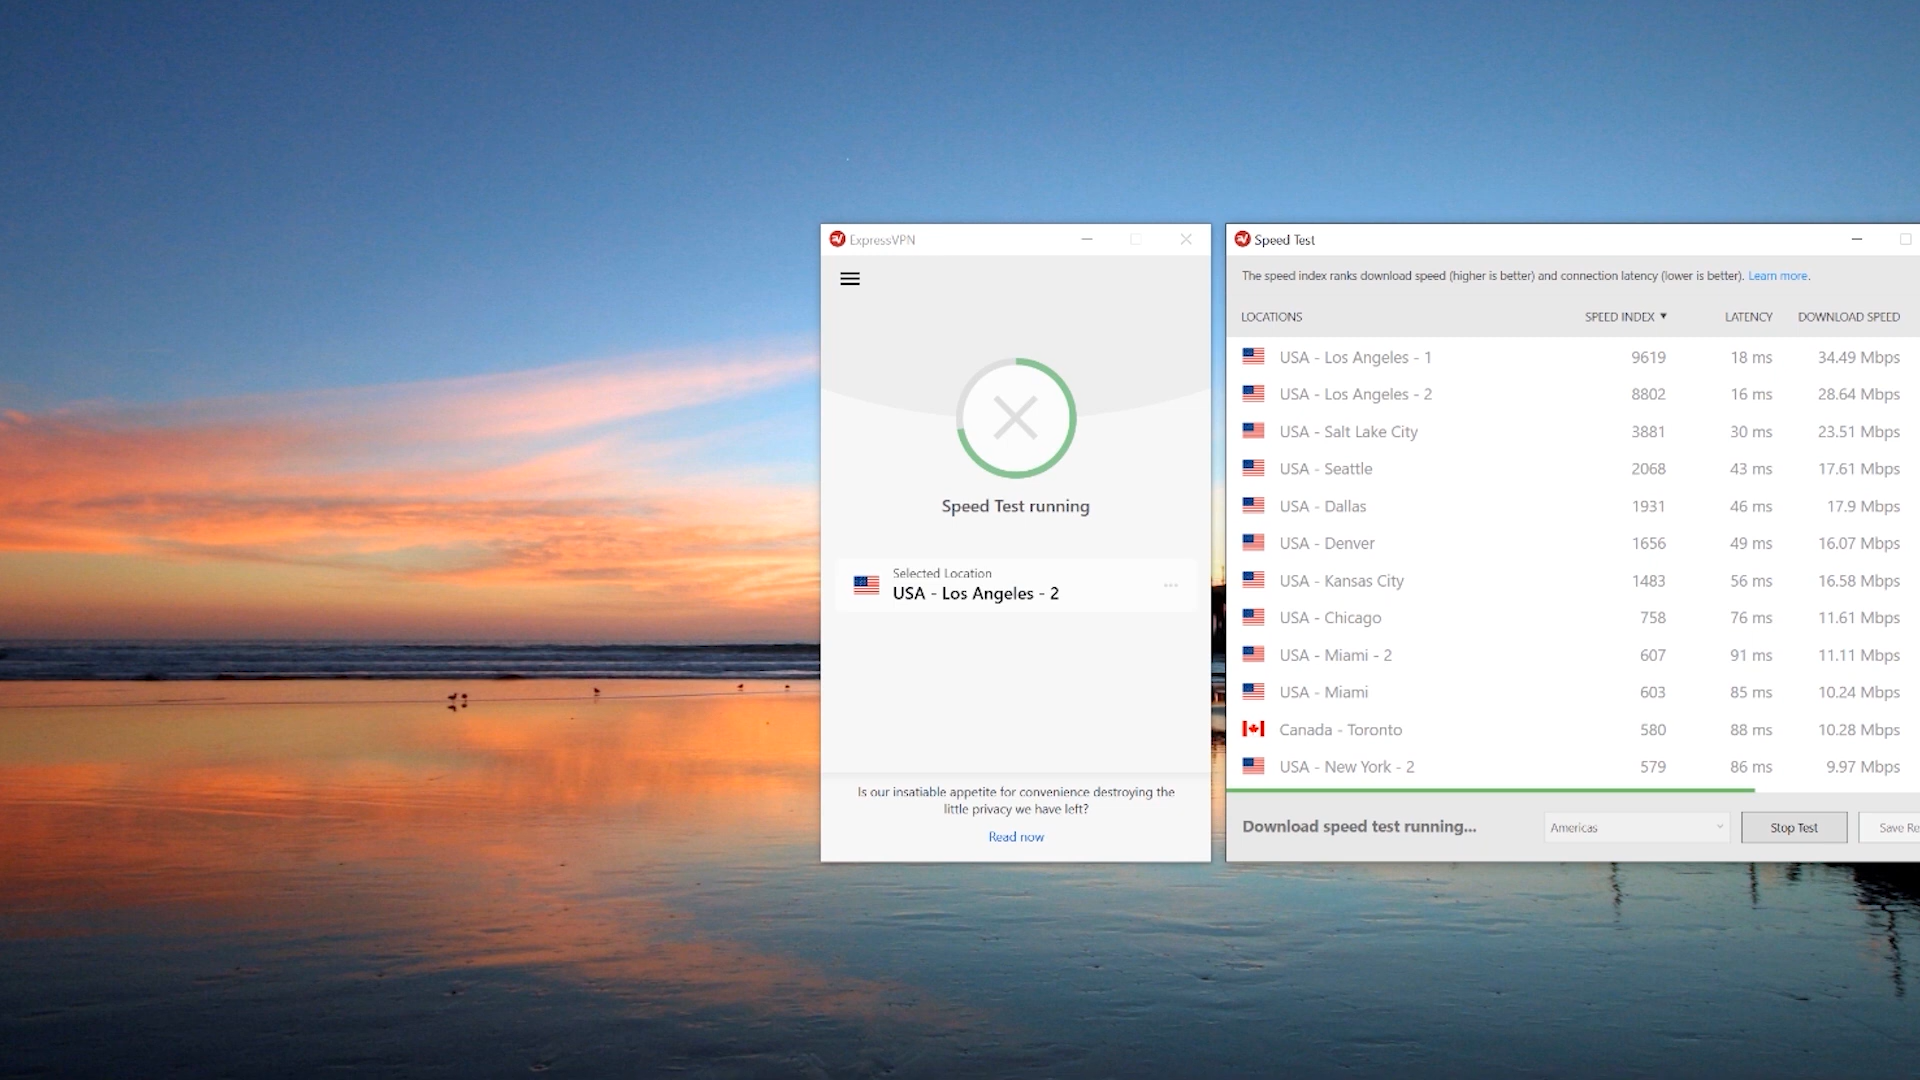 ExpressVPN
Speed Test running
Selected Location
USA - Los Angeles - 2
Is our insatiable appetite for convenience destroying the
little privacy we have left?
Read now
Speed Test
The speed index ranks download speed (higher is better) and connection latency (lower is better). Learn more.
LOCATIONS SPEED INDEX LATENCY DOWNLOAD SPEED
USA - Los Angeles - 1 9619 18 ms 34.49 Mbps
USA - Los Angeles - 2 8802 16 ms 28.64 Mbps
USA - Salt Lake City 3881 30 ms 23.51 Mbps
USA - Seattle 2068 43 ms 17.61 Mbps
USA - Dallas 1931 46 ms 17.9 Mbps
USA - Denver 1656 49 ms 16.07 Mbps
USA - Kansas City 1483 56 ms 16.58 Mbps
USA - Chicago 758 76 ms 11.61 Mbps
USA - Miami - 2 607 91 ms 11.11 Mbps
USA - Miami 603 85 ms 10.24 Mbps
Canada - Toronto 580 88 ms 10.28 Mbps
USA - New York - 2 579 86 ms 9.97 Mbps
Download speed test running... Americas Stop Test Save Re